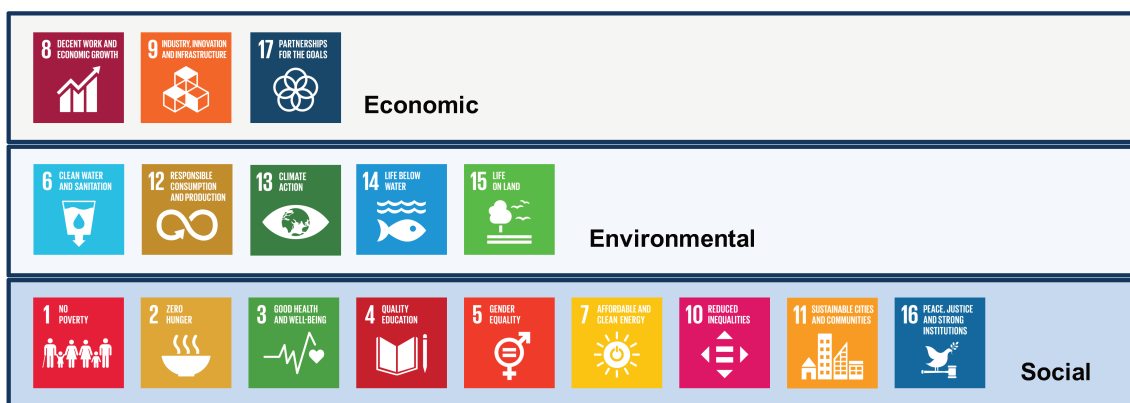 8 DECENT WORK AND
ECONOMIC GROWTH
9 INDUSTRY, INNOVATION
AND INFRASTRUCTURE
17 PARTNERSHIPS
FOR THE GOALS
Economic
6 CLEAN WATER
AND SANITATION
12 RESPONSIBLE
CONSUMPTION
AND PRODUCTION
13 CLIMATE
ACTION
14 LIFE BELOW
WATER
15 LIFE
ON LAND
Environmental
1 NO
POVERTY
2 ZERO
HUNGER
3 GOOD HEALTH
AND WELL-BEING
4 QUALITY
EDUCATION
5 GENDER
EQUALITY
7 AFFORDABLE AND
CLEAN ENERGY
10 REDUCED
INEQUALITIES
11 SUSTAINABLE CITIES
AND COMMUNITIES
16 PEACE, JUSTICE
AND STRONG
INSTITUTIONS
Social